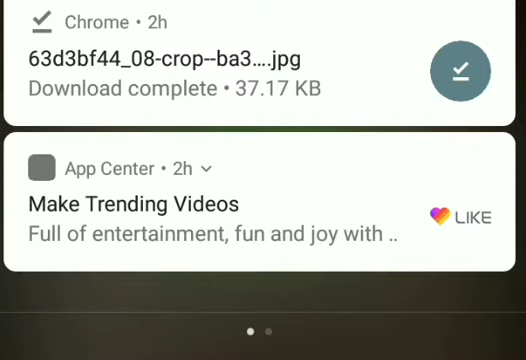 Chrome • 2h
63d3bf44_08-crop--ba3....jpg
Download complete • 37.17 KB
App Center • 2h
Make Trending Videos
Full of entertainment, fun and joy with ..
LIKE